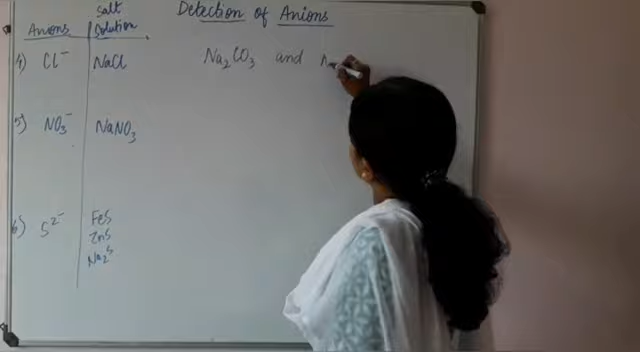 Detection of Anions
Anions
salt
solution
4) Cl⁻ NaCl
Na₂CO₃ and N
5) NO₃⁻ NaNO₃
6) S²⁻ FeS
ZnS
Na₂S